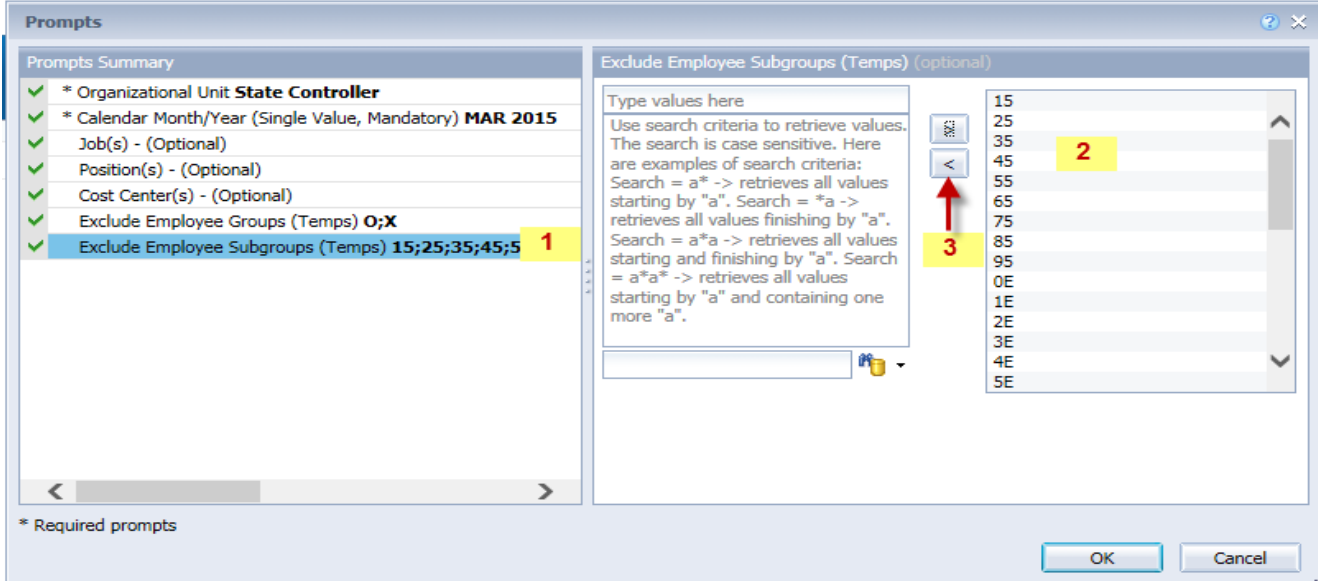 Prompts
Prompts Summary
* Organizational Unit State Controller
* Calendar Month/Year (Single Value, Mandatory) MAR 2015
Job(s) - (Optional)
Position(s) - (Optional)
Cost Center(s) - (Optional)
Exclude Employee Groups (Temps) O;X
Exclude Employee Subgroups (Temps) 15;25;35;45;5
1
Exclude Employee Subgroups (Temps) (optional)
Type values here
Use search criteria to retrieve values.
The search is case sensitive. Here
are examples of search criteria:
Search = a* -> retrieves all values
starting by "a". Search = *a ->
retrieves all values finishing by "a".
Search = a*a -> retrieves all values
starting and finishing by "a". Search
= a*a* -> retrieves all values
starting by "a" and containing one
more "a".
<
3
15
25
35
45
55
65
75
85
95
0E
1E
2E
3E
4E
5E
2
* Required prompts
OK
Cancel